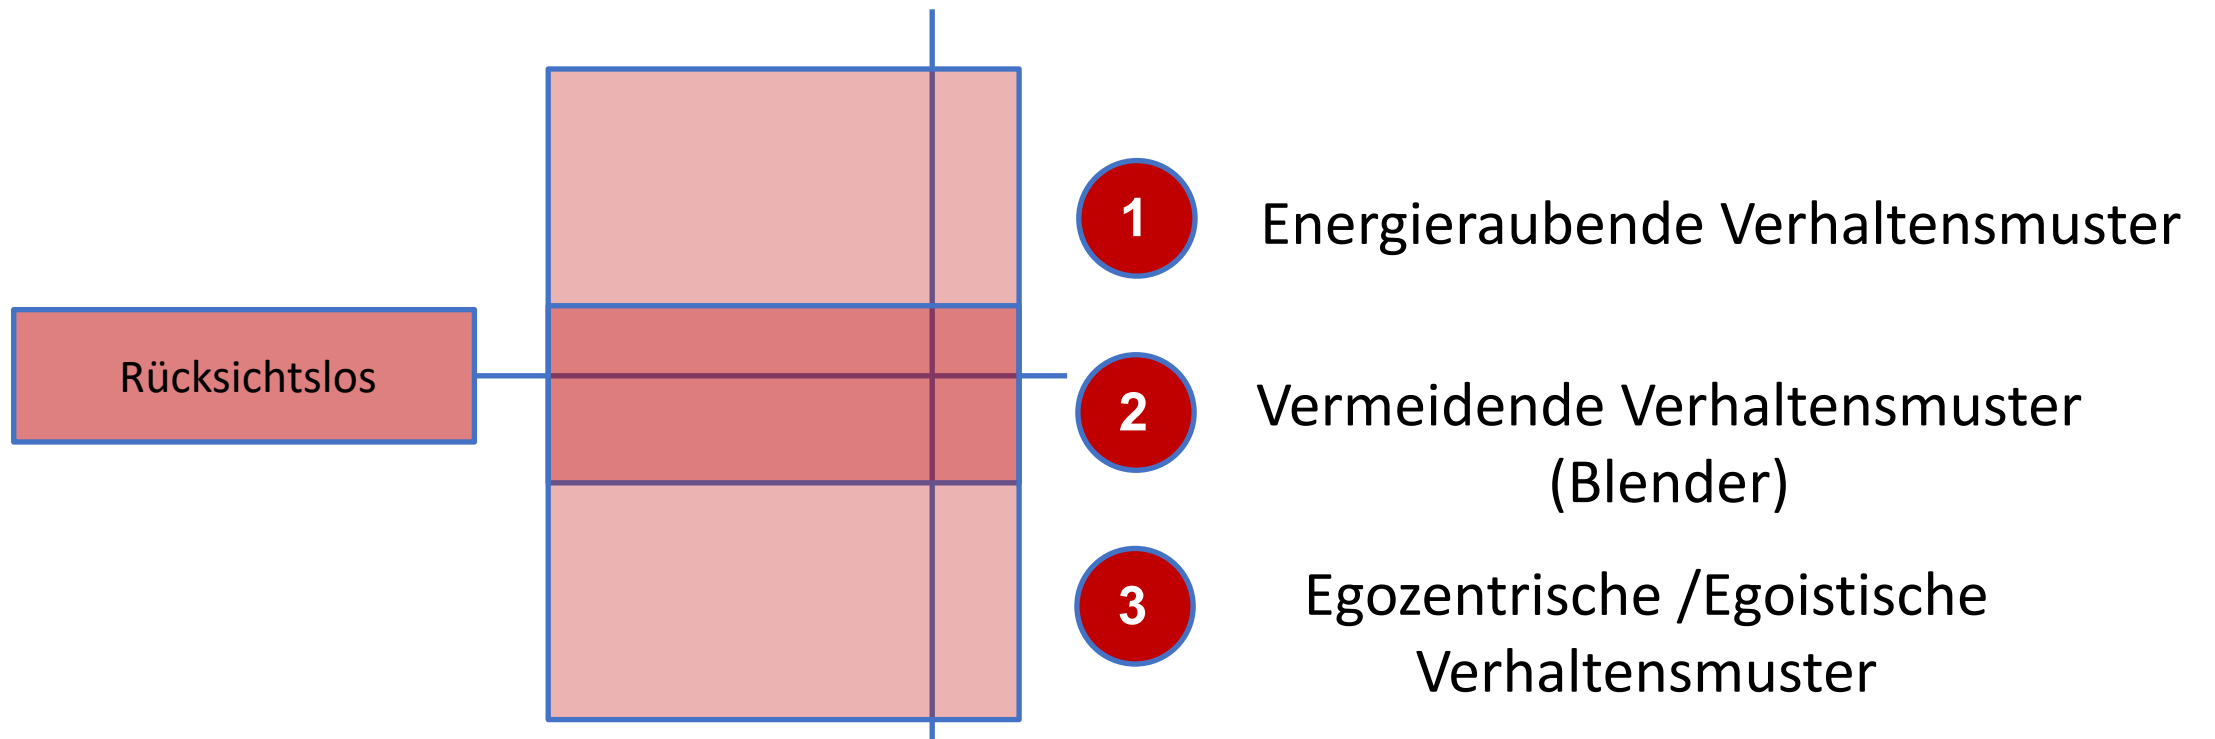 1
Energieraubende Verhaltensmuster
Rücksichtslos
2
Vermeidende Verhaltensmuster
(Blender)
3
Egozentrische /Egoistische
Verhaltensmuster